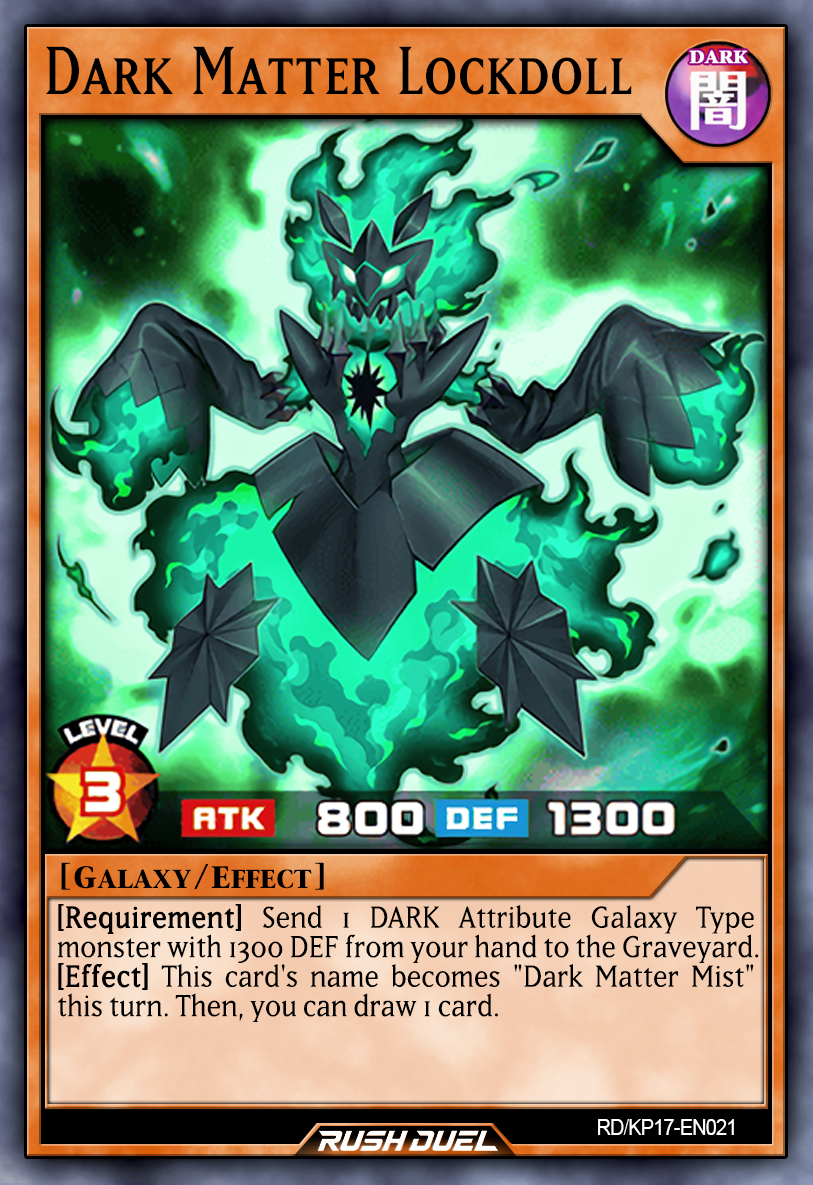 Dark Matter Lockdoll
DARK
闇
LEVEL
3
ATK 800 DEF 1300
[Galaxy/Effect]
[Requirement] Send 1 DARK Attribute Galaxy Type
monster with 1300 DEF from your hand to the Graveyard.
[Effect] This card's name becomes "Dark Matter Mist"
this turn. Then, you can draw 1 card.
RD/KP17-EN021
RUSH DUEL